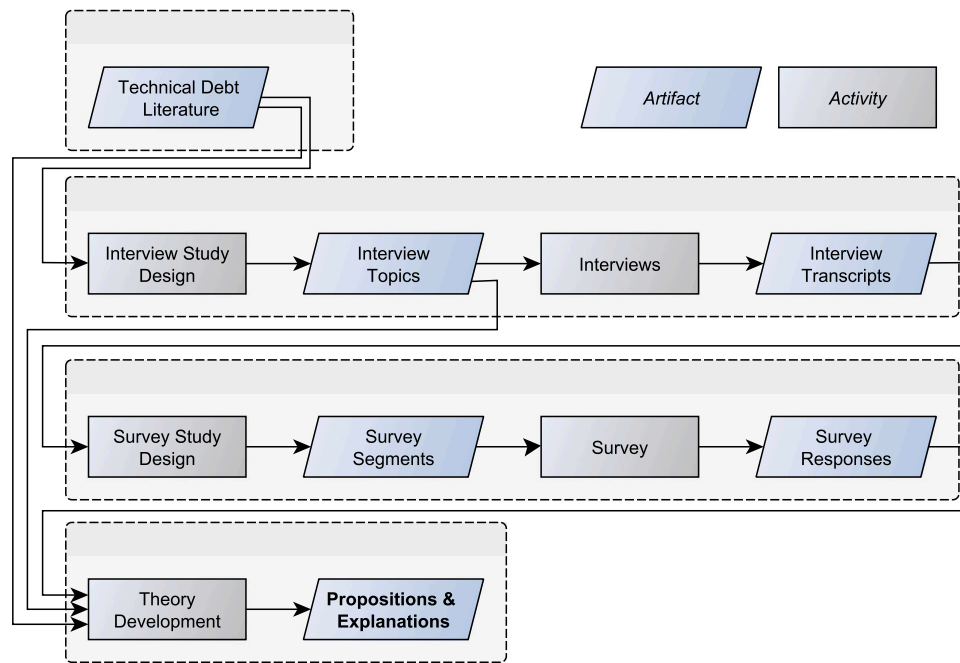 Technical Debt
Literature
Artifact
Activity
Interview Study
Design
Interview
Topics
Interviews
Interview
Transcripts
Survey Study
Design
Survey
Segments
Survey
Survey
Responses
Theory
Development
Propositions &
Explanations